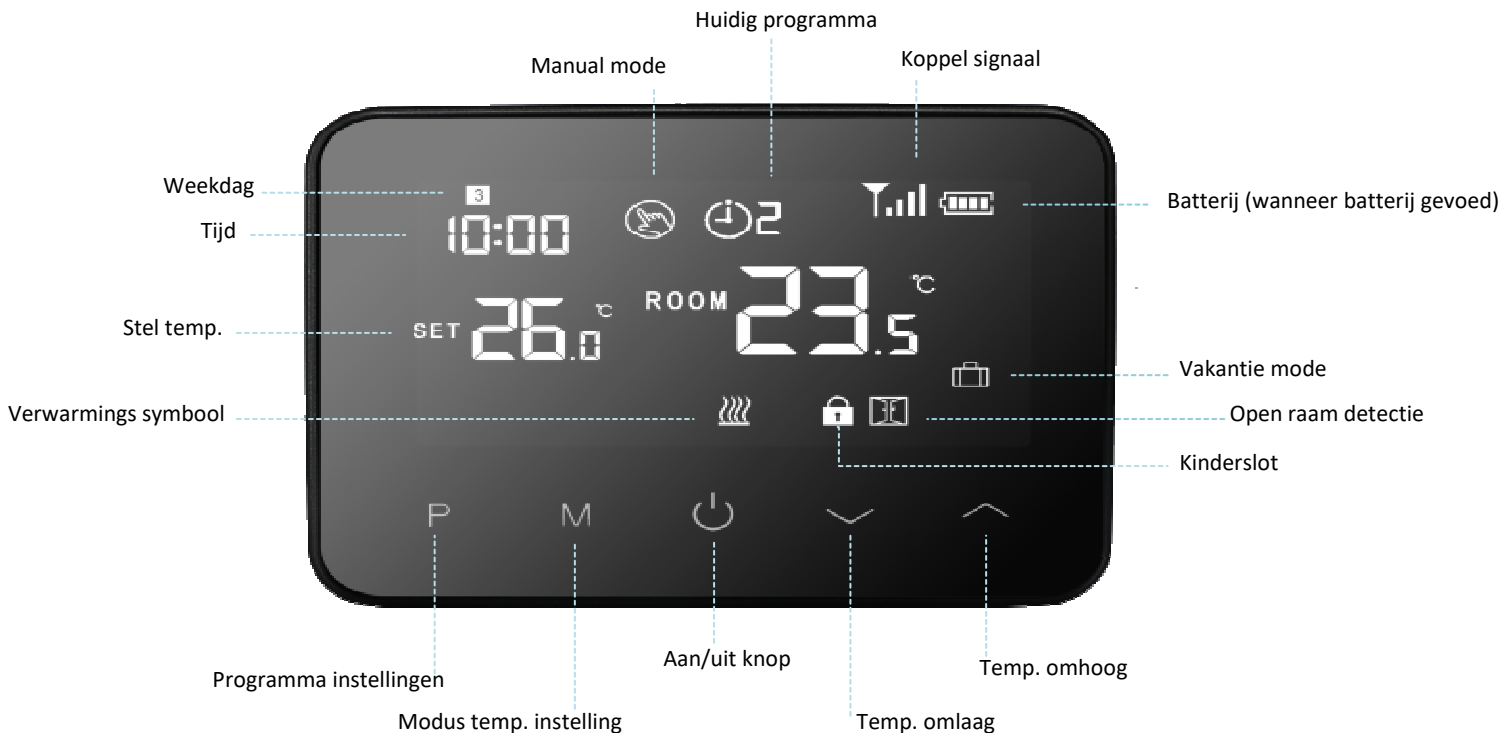 Huidig programma
Manual mode
Koppel signaal
Weekdag
3
Batterij (wanneer batterij gevoed)
Tijd
10:00
2
ROOM 23.5 °C
Stel temp.
SET 26.0 °C
Vakantie mode
Verwarmings symbool
Open raam detectie
Kinderslot
P M
Aan/uit knop
Temp. omhoog
Programma instellingen
Modus temp. instelling
Temp. omlaag